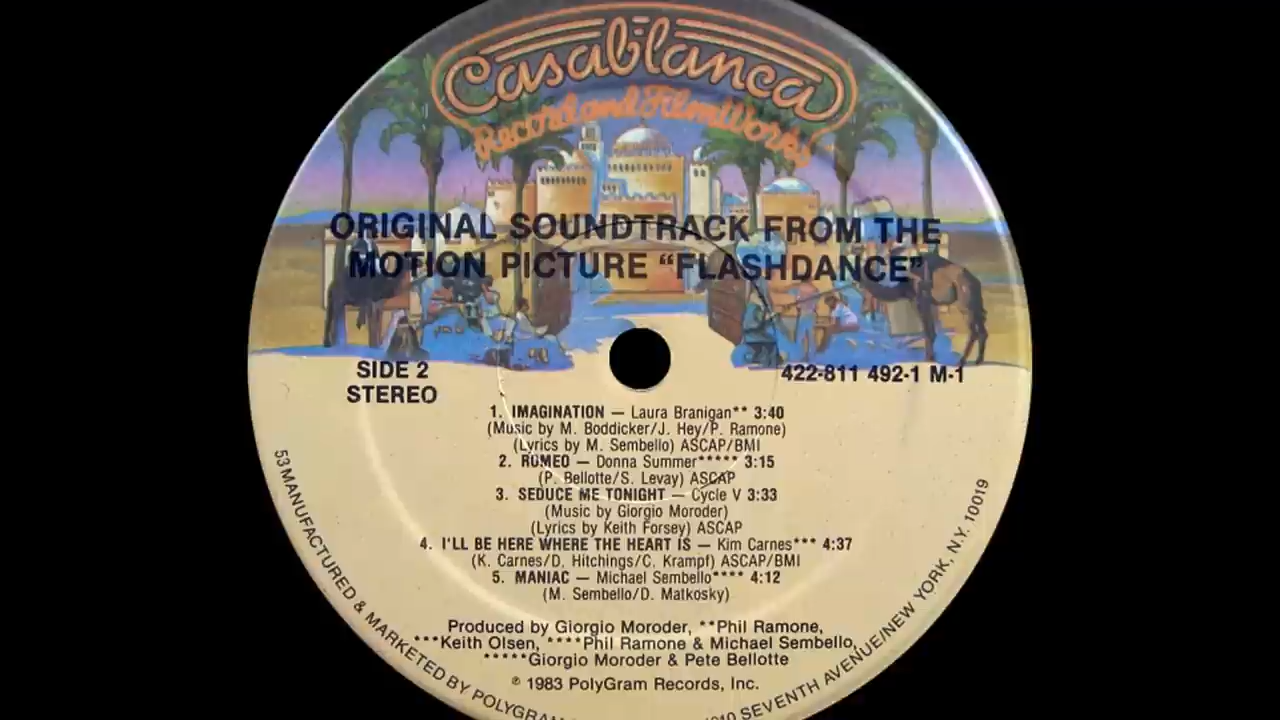 Casablanca
Record and FilmWorks
ORIGINAL SOUNDTRACK FROM THE
MOTION PICTURE “FLASHDANCE”
SIDE 2
STEREO
422-811 492-1 M-1
1. IMAGINATION — Laura Branigan** 3:40
(Music by M. Boddicker/J. Hey/P. Ramone)
(Lyrics by M. Sembello) ASCAP/BMI
2. ROMEO — Donna Summer***** 3:15
(P. Bellotte/S. Levay) ASCAP
3. SEDUCE ME TONIGHT — Cycle V 3:33
(Music by Giorgio Moroder)
(Lyrics by Keith Forsey) ASCAP
4. I'LL BE HERE WHERE THE HEART IS — Kim Carnes*** 4:37
(K. Carnes/D. Hitchings/C. Krampf) ASCAP/BMI
5. MANIAC — Michael Sembello**** 4:12
(M. Sembello/D. Matkosky)
Produced by Giorgio Moroder, **Phil Ramone,
***Keith Olsen, ****Phil Ramone & Michael Sembello,
*****Giorgio Moroder & Pete Bellotte
℗ 1983 PolyGram Records, Inc.
53 MANUFACTURED & MARKETED BY POLYGRAM SEVENTH AVENUE/NEW YORK, N.Y. 10019